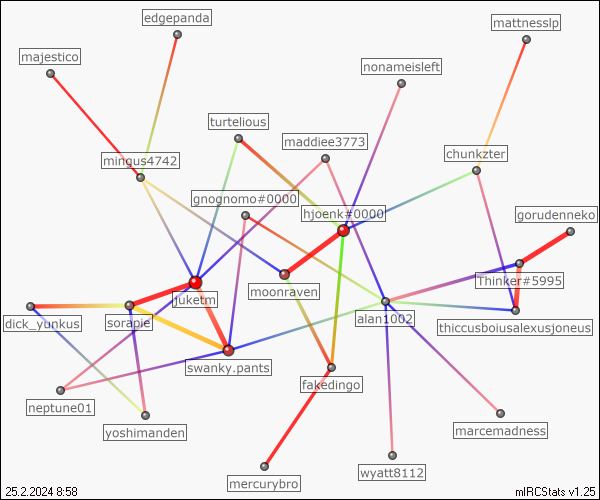 edgepanda
mattnesslp
majestico
nonameisleft
turtelious
maddiee3773
mingus4742
chunkzter
gnognomo#0000
hjoenk#0000
gorudenneko
juketm
moonraven
Thinker#5995
dick_yunkus
sorapie
alan1002
thiccusboiusalexusjoneus
swanky.pants
fakedingo
neptune01
yoshimanden
marcemadness
mercurybro
wyatt8112
25.2.2024 8:58
mIRCStats v1.25